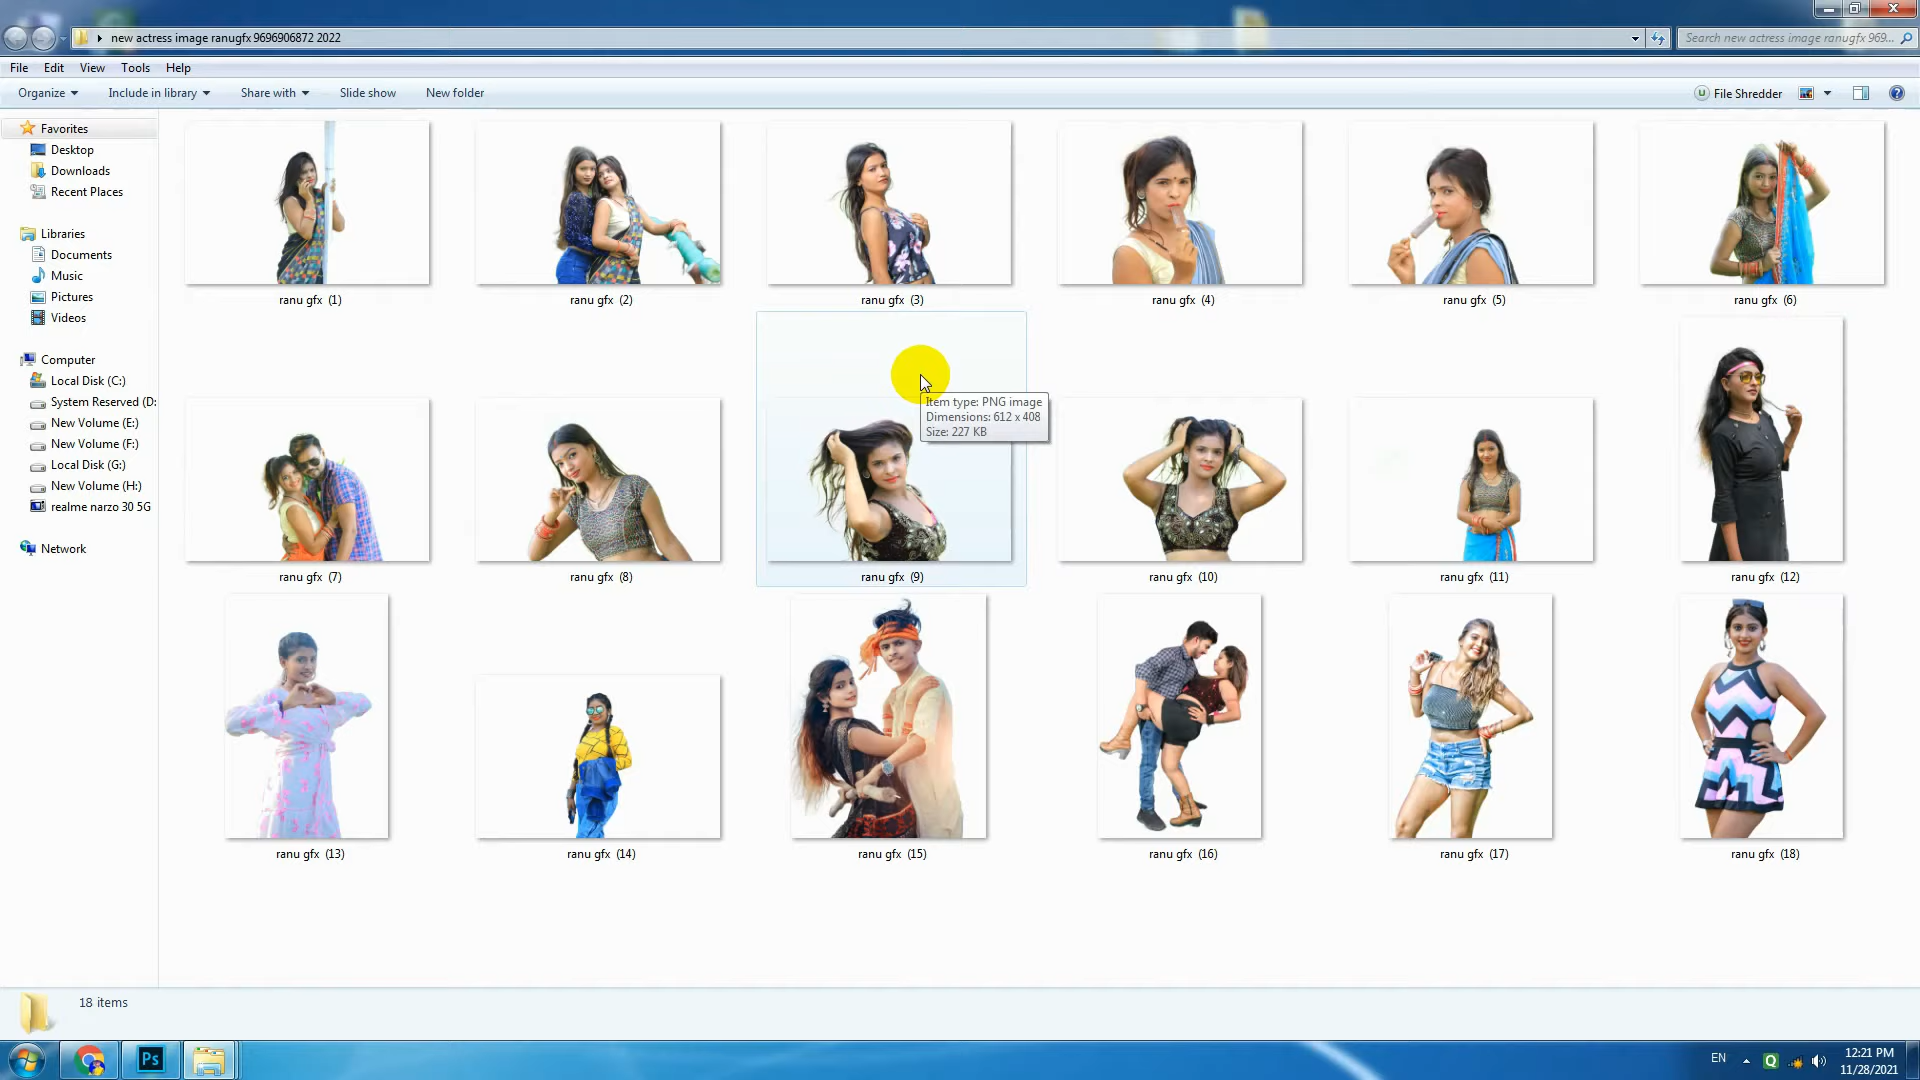 new actress image ranugfx 9696906872 2022
Search new actress image ranugfx 969...
File Edit View Tools Help
Organize Include in library Share with Slide show New folder File Shredder
Favorites
Desktop
Downloads
Recent Places
Libraries
Documents
Music
Pictures
Videos
Computer
Local Disk (C:)
System Reserved (D:
New Volume (E:)
New Volume (F:)
Local Disk (G:)
New Volume (H:)
realme narzo 30 5G
Network
ranu gfx (1)
ranu gfx (2)
ranu gfx (3)
ranu gfx (4)
ranu gfx (5)
ranu gfx (6)
Item type: PNG image
Dimensions: 612 x 408
Size: 227 KB
ranu gfx (7)
ranu gfx (8)
ranu gfx (9)
ranu gfx (10)
ranu gfx (11)
ranu gfx (12)
ranu gfx (13)
ranu gfx (14)
ranu gfx (15)
ranu gfx (16)
ranu gfx (17)
ranu gfx (18)
18 items
Ps
EN
12:21 PM
11/28/2021